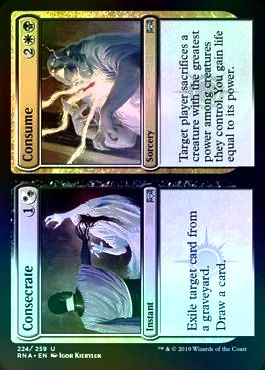 Consume 2
Sorcery
Target player sacrifices a
creature with the greatest
power among creatures
they control. You gain life
equal to its power.
Consecrate 1
Instant
Exile target card from
a graveyard.
Draw a card.
224/259 U
RNA • EN Igor Kieryluk
™ & © 2019 Wizards of the Coast